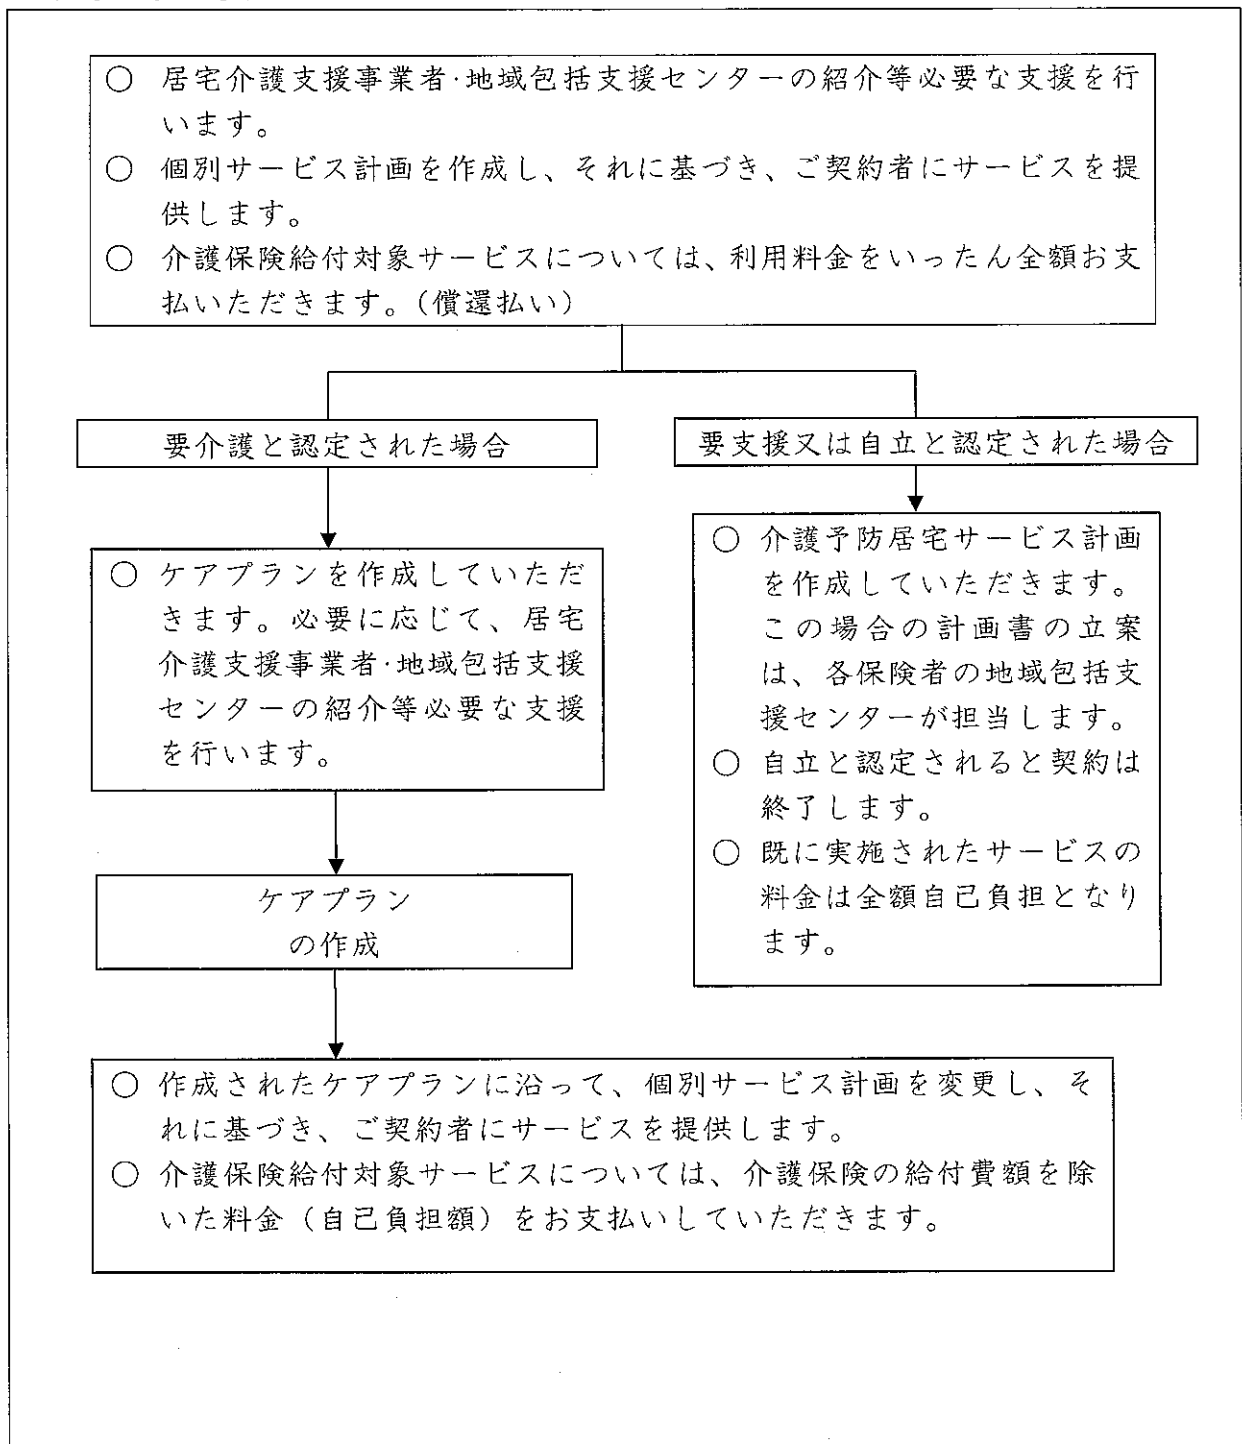 ○ 居宅介護支援事業者・地域包括支援センターの紹介等必要な支援を行
います。
○ 個別サービス計画を作成し、それに基づき、ご契約者にサービスを提
供します。
○ 介護保険給付対象サービスについては、利用料金をいったん全額お支
払いただきます。(償還払い)
要介護と認定された場合
要支援又は自立と認定された場合
○ ケアプランを作成していただ
きます。必要に応じて、居宅
介護支援事業者・地域包括支援
センターの紹介等必要な支援
を行います。
○ 介護予防居宅サービス計画
を作成していただきます。
この場合の計画書の立案
は、各保険者の地域包括支
援センターが担当します。
○ 自立と認定されると契約は
終了します。
○ 既に実施されたサービスの
料金は全額自己負担となり
ます。
ケアプラン
の作成
○ 作成されたケアプランに沿って、個別サービス計画を変更し、そ
れに基づき、ご契約者にサービスを提供します。
○ 介護保険給付対象サービスについては、介護保険の給付費額を除
いた料金（自己負担額）をお支払いしていただきます。